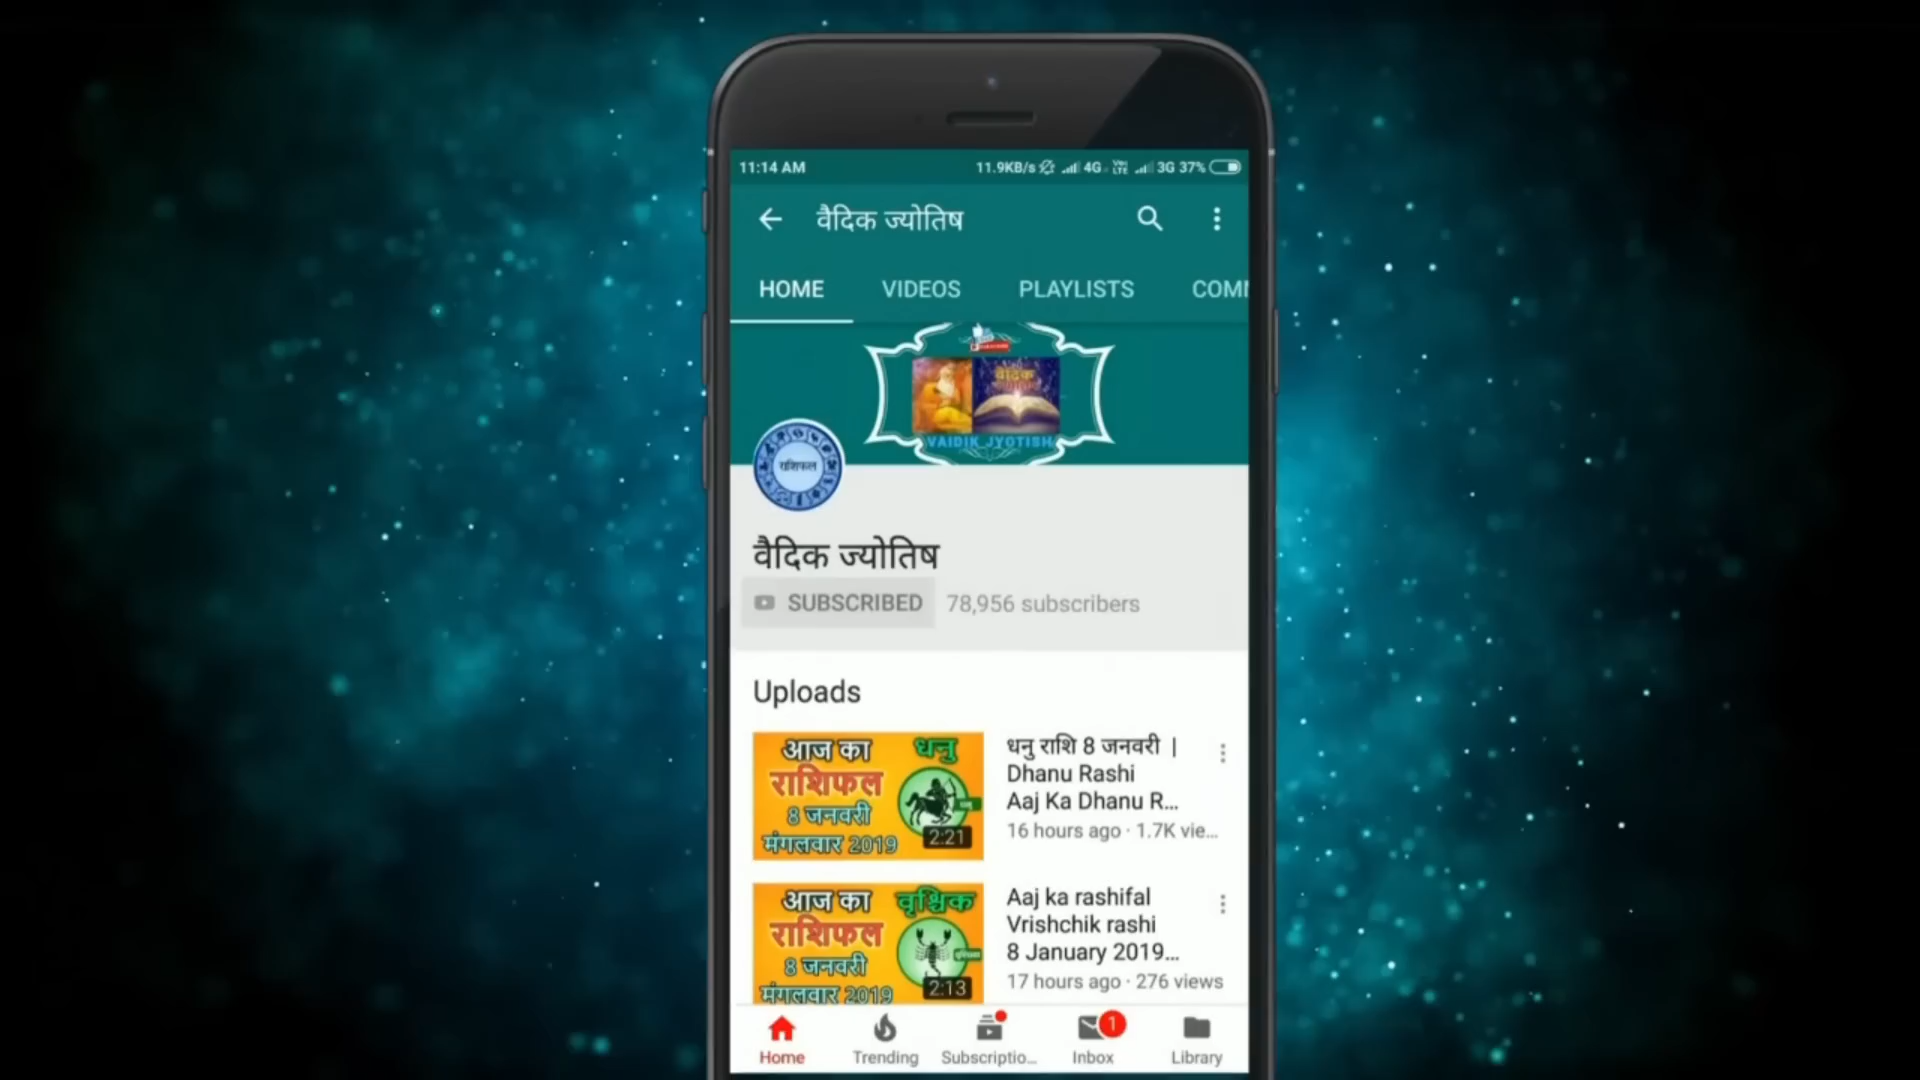 11:14 AM
11.9KB/s 4G VoLTE 3G 37%
वैदिक ज्योतिष
HOME VIDEOS PLAYLISTS COMM
वैदिक
VAIDIK JYOTISH
राशिफल
वैदिक ज्योतिष
SUBSCRIBED 78,956 subscribers
Uploads
आज का धनु
राशिफल
8 जनवरी
मंगलवार 2019
2:21
धनु राशि 8 जनवरी |
Dhanu Rashi
Aaj Ka Dhanu R...
16 hours ago · 1.7K vie...
आज का वृश्चिक
राशिफल
8 जनवरी
मंगलवार 2019
2:13
Aaj ka rashifal
Vrishchik rashi
8 January 2019...
17 hours ago · 276 views
1
Home Trending Subscriptio... Inbox Library